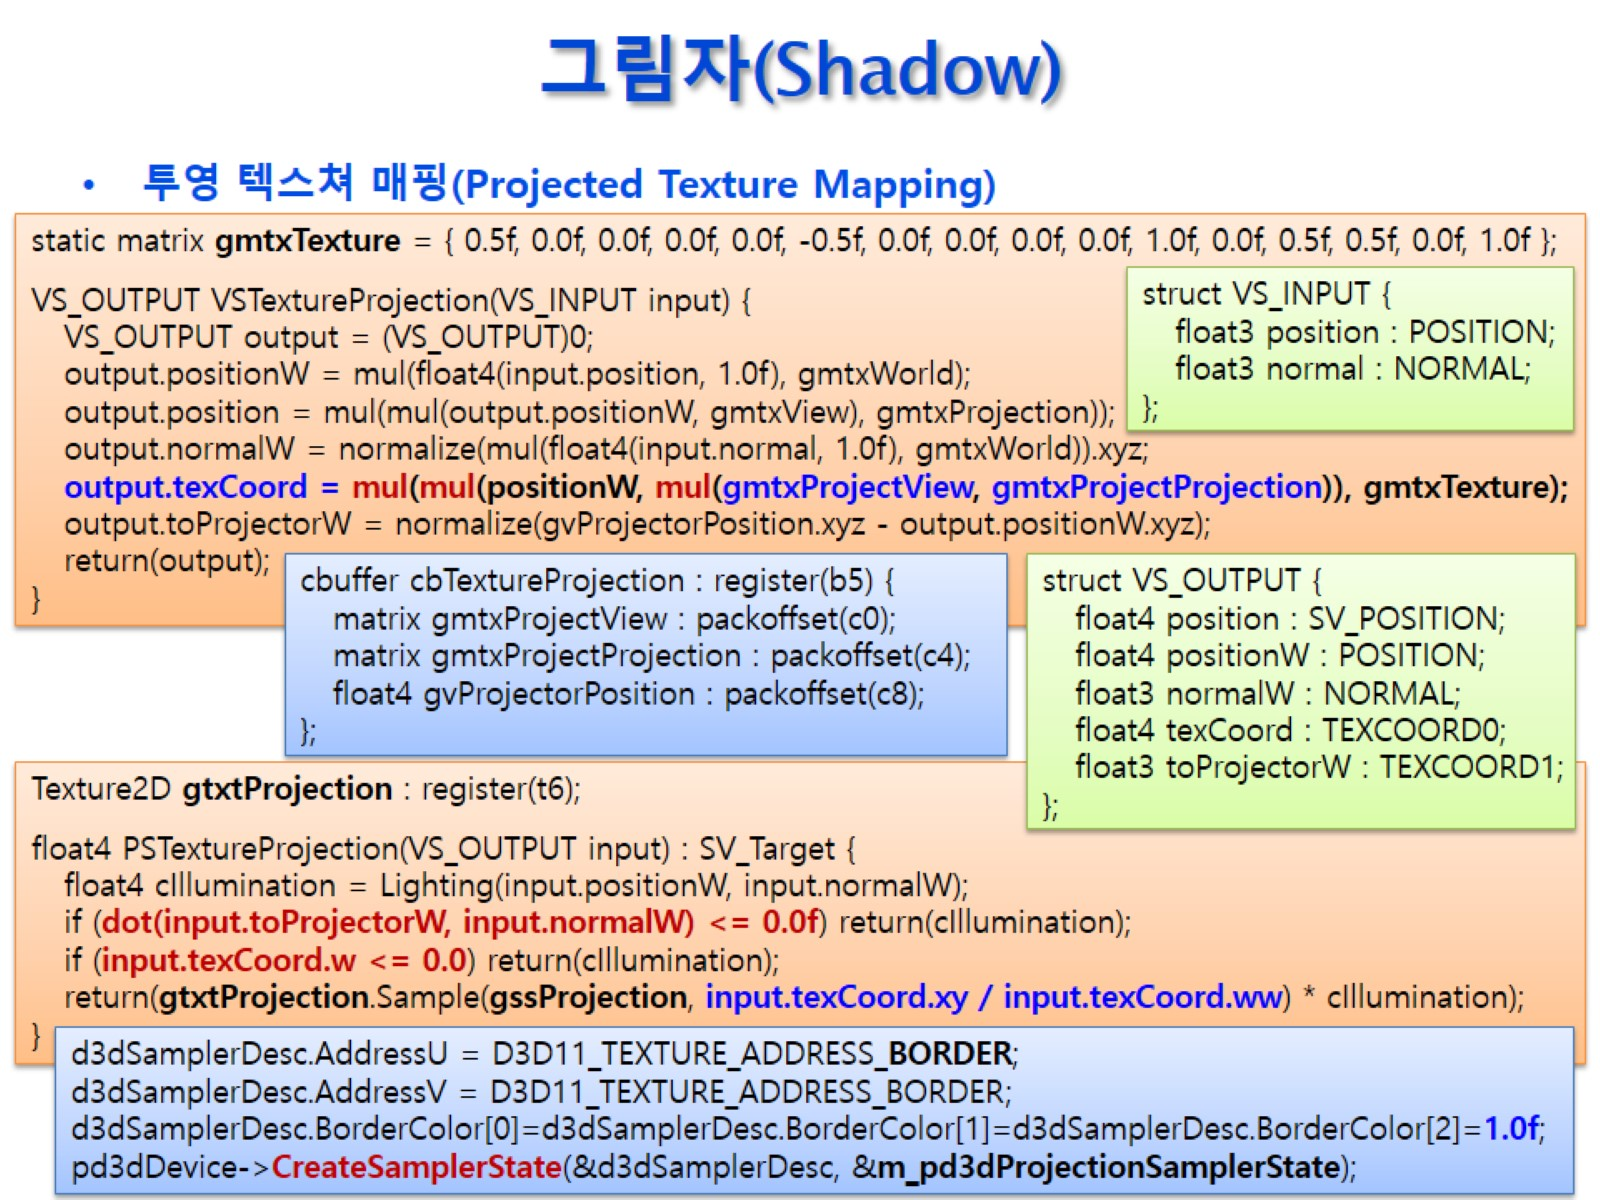 그림자(Shadow)
• 투영 텍스쳐 매핑(Projected Texture Mapping)
static matrix gmtxTexture = { 0.5f, 0.0f, 0.0f, 0.0f, 0.0f, -0.5f, 0.0f, 0.0f, 0.0f, 0.0f, 1.0f, 0.0f, 0.5f, 0.5f, 0.0f, 1.0f };
VS_OUTPUT VSTextureProjection(VS_INPUT input) {
VS_OUTPUT output = (VS_OUTPUT)0;
output.positionW = mul(float4(input.position, 1.0f), gmtxWorld);
output.position = mul(mul(output.positionW, gmtxView), gmtxProjection));
output.normalW = normalize(mul(float4(input.normal, 1.0f), gmtxWorld)).xyz;
output.texCoord = mul(mul(positionW, mul(gmtxProjectView, gmtxProjectProjection)), gmtxTexture);
output.toProjectorW = normalize(gvProjectorPosition.xyz - output.positionW.xyz);
return(output);
}
struct VS_INPUT {
float3 position : POSITION;
float3 normal : NORMAL;
};
cbuffer cbTextureProjection : register(b5) {
matrix gmtxProjectView : packoffset(c0);
matrix gmtxProjectProjection : packoffset(c4);
float4 gvProjectorPosition : packoffset(c8);
};
struct VS_OUTPUT {
float4 position : SV_POSITION;
float4 positionW : POSITION;
float3 normalW : NORMAL;
float4 texCoord : TEXCOORD0;
float3 toProjectorW : TEXCOORD1;
};
Texture2D gtxtProjection : register(t6);
float4 PSTextureProjection(VS_OUTPUT input) : SV_Target {
float4 cIllumination = Lighting(input.positionW, input.normalW);
if (dot(input.toProjectorW, input.normalW) <= 0.0f) return(cIllumination);
if (input.texCoord.w <= 0.0) return(cIllumination);
return(gtxtProjection.Sample(gssProjection, input.texCoord.xy / input.texCoord.ww) * cIllumination);
}
d3dSamplerDesc.AddressU = D3D11_TEXTURE_ADDRESS_BORDER;
d3dSamplerDesc.AddressV = D3D11_TEXTURE_ADDRESS_BORDER;
d3dSamplerDesc.BorderColor[0]=d3dSamplerDesc.BorderColor[1]=d3dSamplerDesc.BorderColor[2]=1.0f;
pd3dDevice->CreateSamplerState(&d3dSamplerDesc, &m_pd3dProjectionSamplerState);